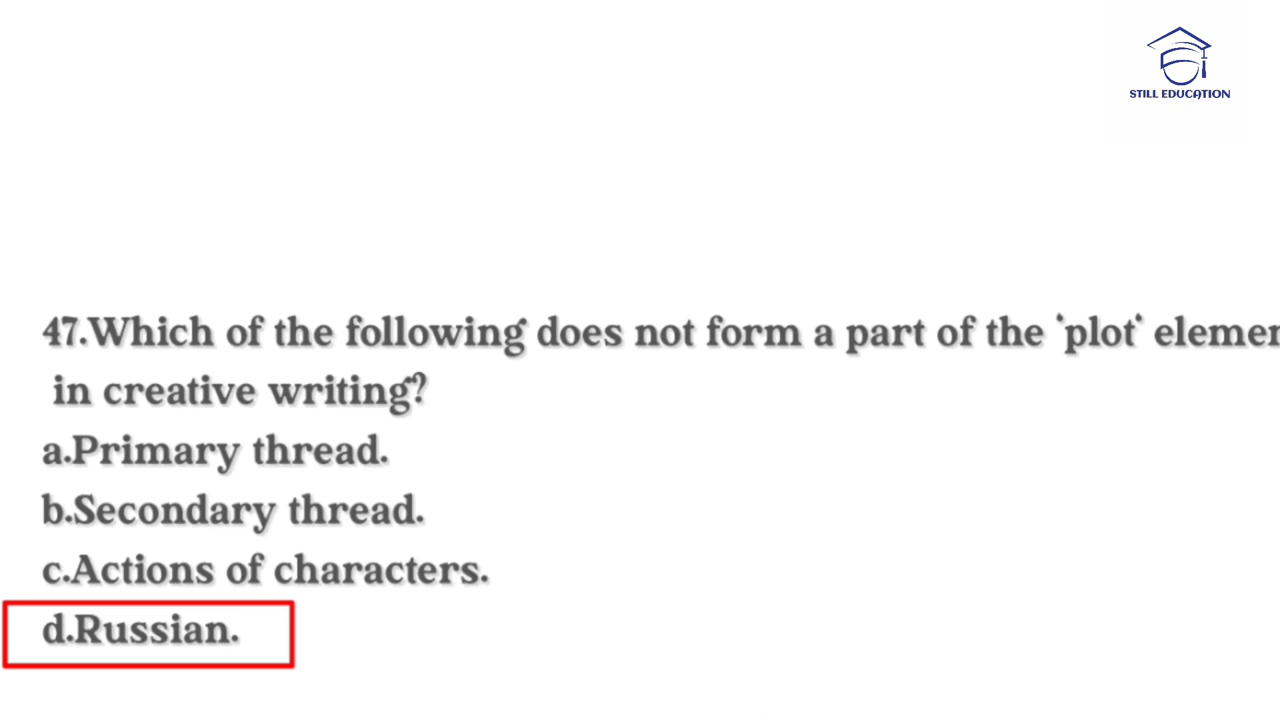 STILL EDUCATION
47.Which of the following does not form a part of the 'plot' elemen
in creative writing?
a.Primary thread.
b.Secondary thread.
c.Actions of characters.
d.Russian.